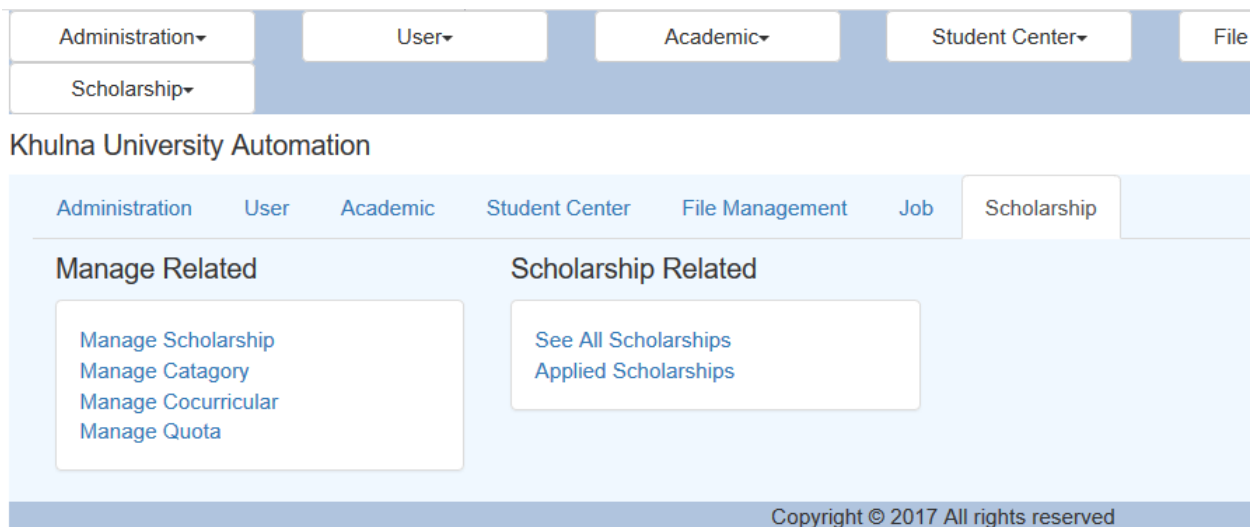 Administration▾ User▾ Academic▾ Student Center▾ File
Scholarship▾
Khulna University Automation
Administration User Academic Student Center File Management Job Scholarship
Manage Related Scholarship Related
Manage Scholarship See All Scholarships
Manage Catagory Applied Scholarships
Manage Cocurricular
Manage Quota
Copyright © 2017 All rights reserved